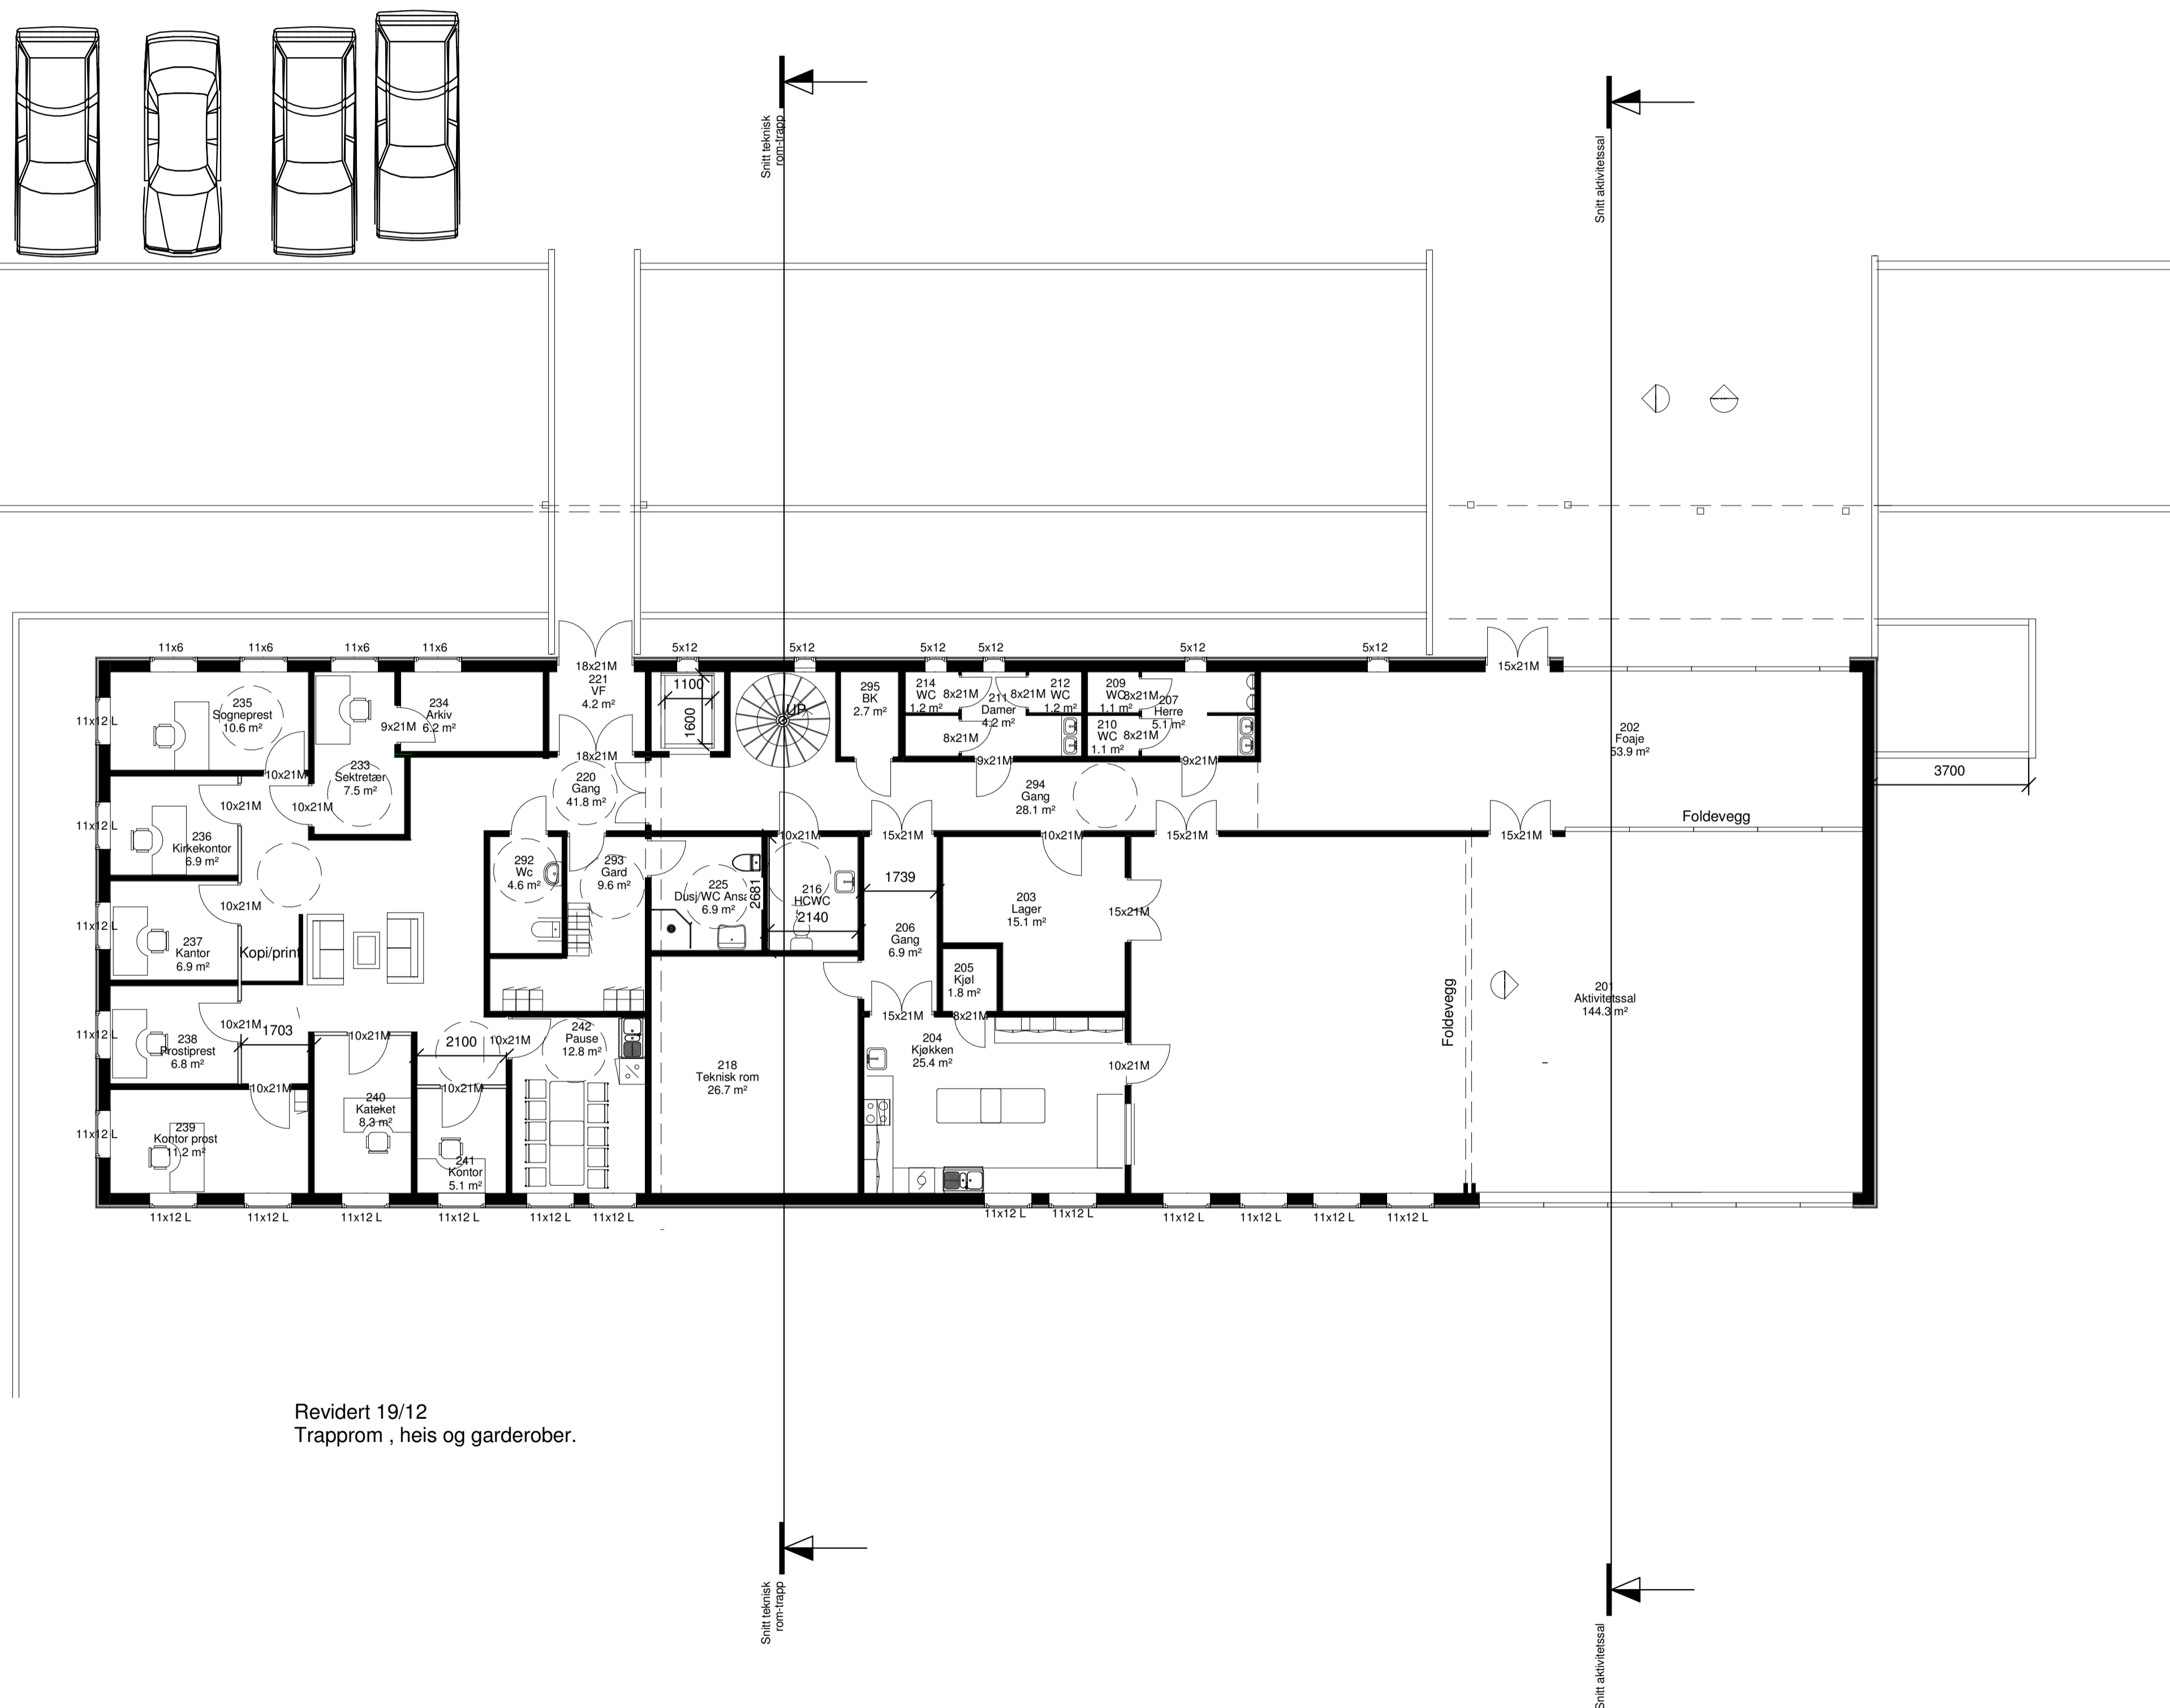 Snitt teknisk
rom-trapp
Snitt aktivitetssal
11x6
11x6
11x6
11x6
5x12
5x12
5x12
5x12
5x12
5x12
18x21M
221
VF
4.2 m²
18x21M
15x21M
1100
1600
UP
295
BK
2.7 m²
214
WC
1.2 m²
8x21M
8x21M
212
WC
1.2 m²
211
Damer
4.2 m²
8x21M
209
WC
1.1 m²
8x21M
207
Herre
5.1 m²
210
WC
1.1 m²
8x21M
9x21M
9x21M
202
Foaje
53.9 m²
3700
Foldevegg
11x12 L
235
Sogneprest
10.6 m²
234
Arkiv
6.2 m²
9x21M
233
Sektretær
7.5 m²
10x21M
10x21M
10x21M
220
Gang
41.8 m²
294
Gang
28.1 m²
11x12 L
236
Kirkekontor
6.9 m²
10x21M
15x21M
10x21M
15x21M
15x21M
292
Wc
4.6 m²
293
Gard
9.6 m²
225
Dusj/WC Ans
6.9 m²
2681
216
HCWC
2140
1739
206
Gang
6.9 m²
203
Lager
15.1 m²
15x21M
10x21M
11x12 L
237
Kantor
6.9 m²
Kopi/print
205
Kjøl
1.8 m²
8x21M
15x21M
Foldevegg
201
Aktivitetssal
144.3 m²
11x12 L
238
Prostiprest
6.8 m²
10x21M
1703
10x21M
2100
10x21M
242
Pause
12.8 m²
204
Kjøkken
25.4 m²
10x21M
218
Teknisk rom
26.7 m²
10x21M
10x21M
11x12 L
239
Kontor prost
11.2 m²
240
Kateket
8.3 m²
241
Kontor
5.1 m²
11x12 L
11x12 L
11x12 L
11x12 L
11x12 L
11x12 L
11x12 L
11x12 L
11x12 L
11x12 L
11x12 L
11x12 L
Revidert 19/12
Trapprom , heis og garderober.
Snitt teknisk
rom-trapp
Snitt aktivitetssal